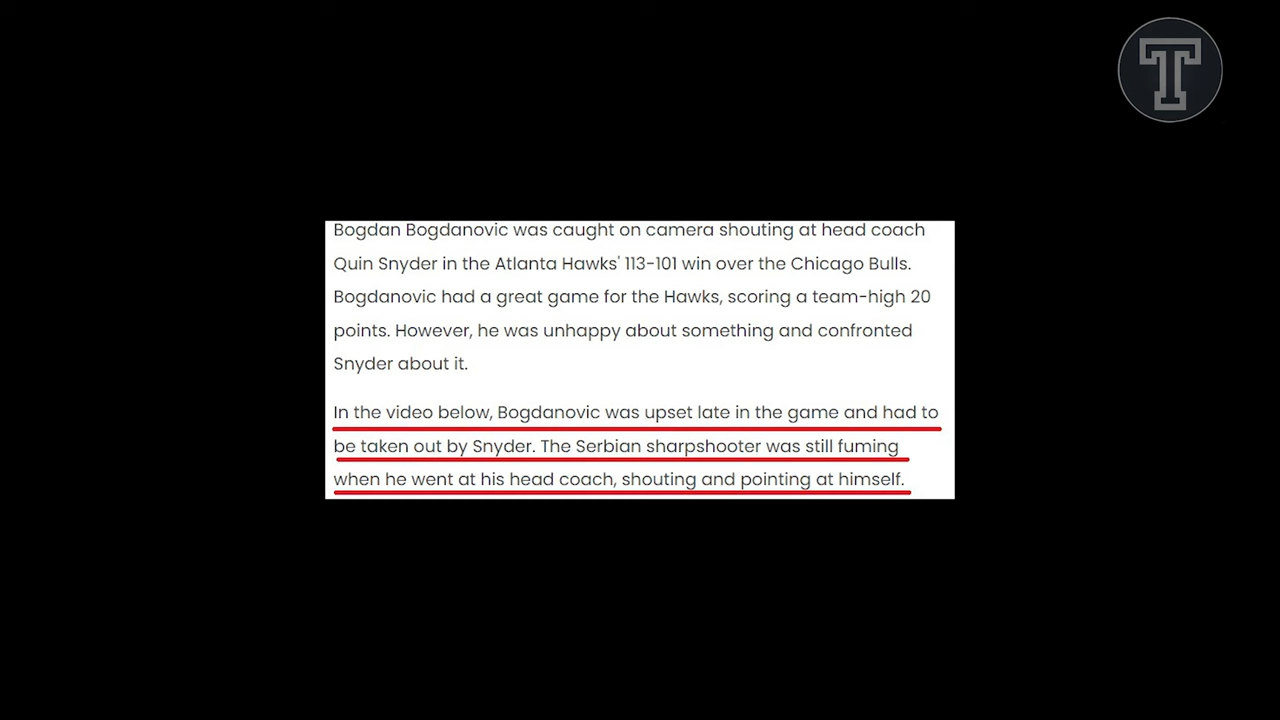 T
Bogdan Bogdanovic was caught on camera shouting at head coach
Quin Snyder in the Atlanta Hawks' 113-101 win over the Chicago Bulls.
Bogdanovic had a great game for the Hawks, scoring a team-high 20
points. However, he was unhappy about something and confronted
Snyder about it.
In the video below, Bogdanovic was upset late in the game and had to
be taken out by Snyder. The Serbian sharpshooter was still fuming
when he went at his head coach, shouting and pointing at himself.